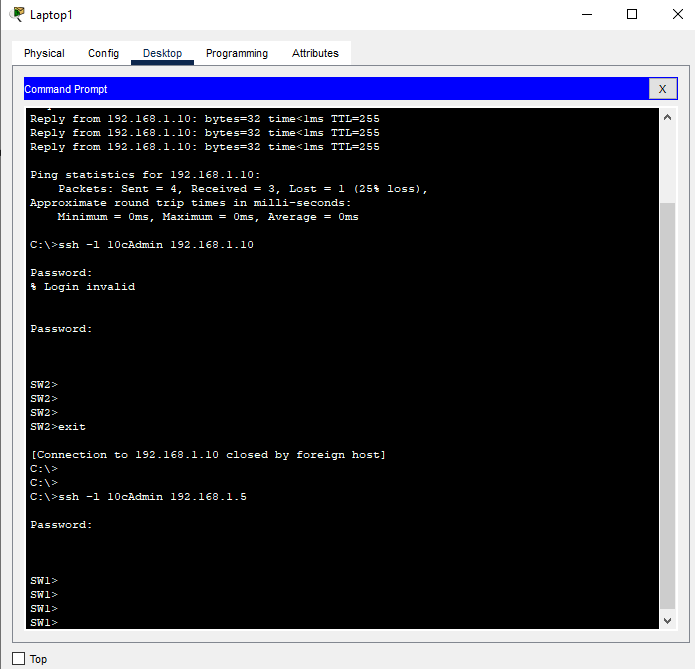 Laptop1
Physical Config Desktop Programming Attributes
Command Prompt X
Reply from 192.168.1.10: bytes=32 time<1ms TTL=255
Reply from 192.168.1.10: bytes=32 time<1ms TTL=255
Reply from 192.168.1.10: bytes=32 time<1ms TTL=255
Ping statistics for 192.168.1.10:
Packets: Sent = 4, Received = 3, Lost = 1 (25% loss),
Approximate round trip times in milli-seconds:
Minimum = 0ms, Maximum = 0ms, Average = 0ms
C:\>ssh -l 10cAdmin 192.168.1.10
Password:
% Login invalid
Password:
SW2>
SW2>
SW2>
SW2>exit
[Connection to 192.168.1.10 closed by foreign host]
C:\>
C:\>
C:\>ssh -l 10cAdmin 192.168.1.5
Password:
SW1>
SW1>
SW1>
SW1>
Top